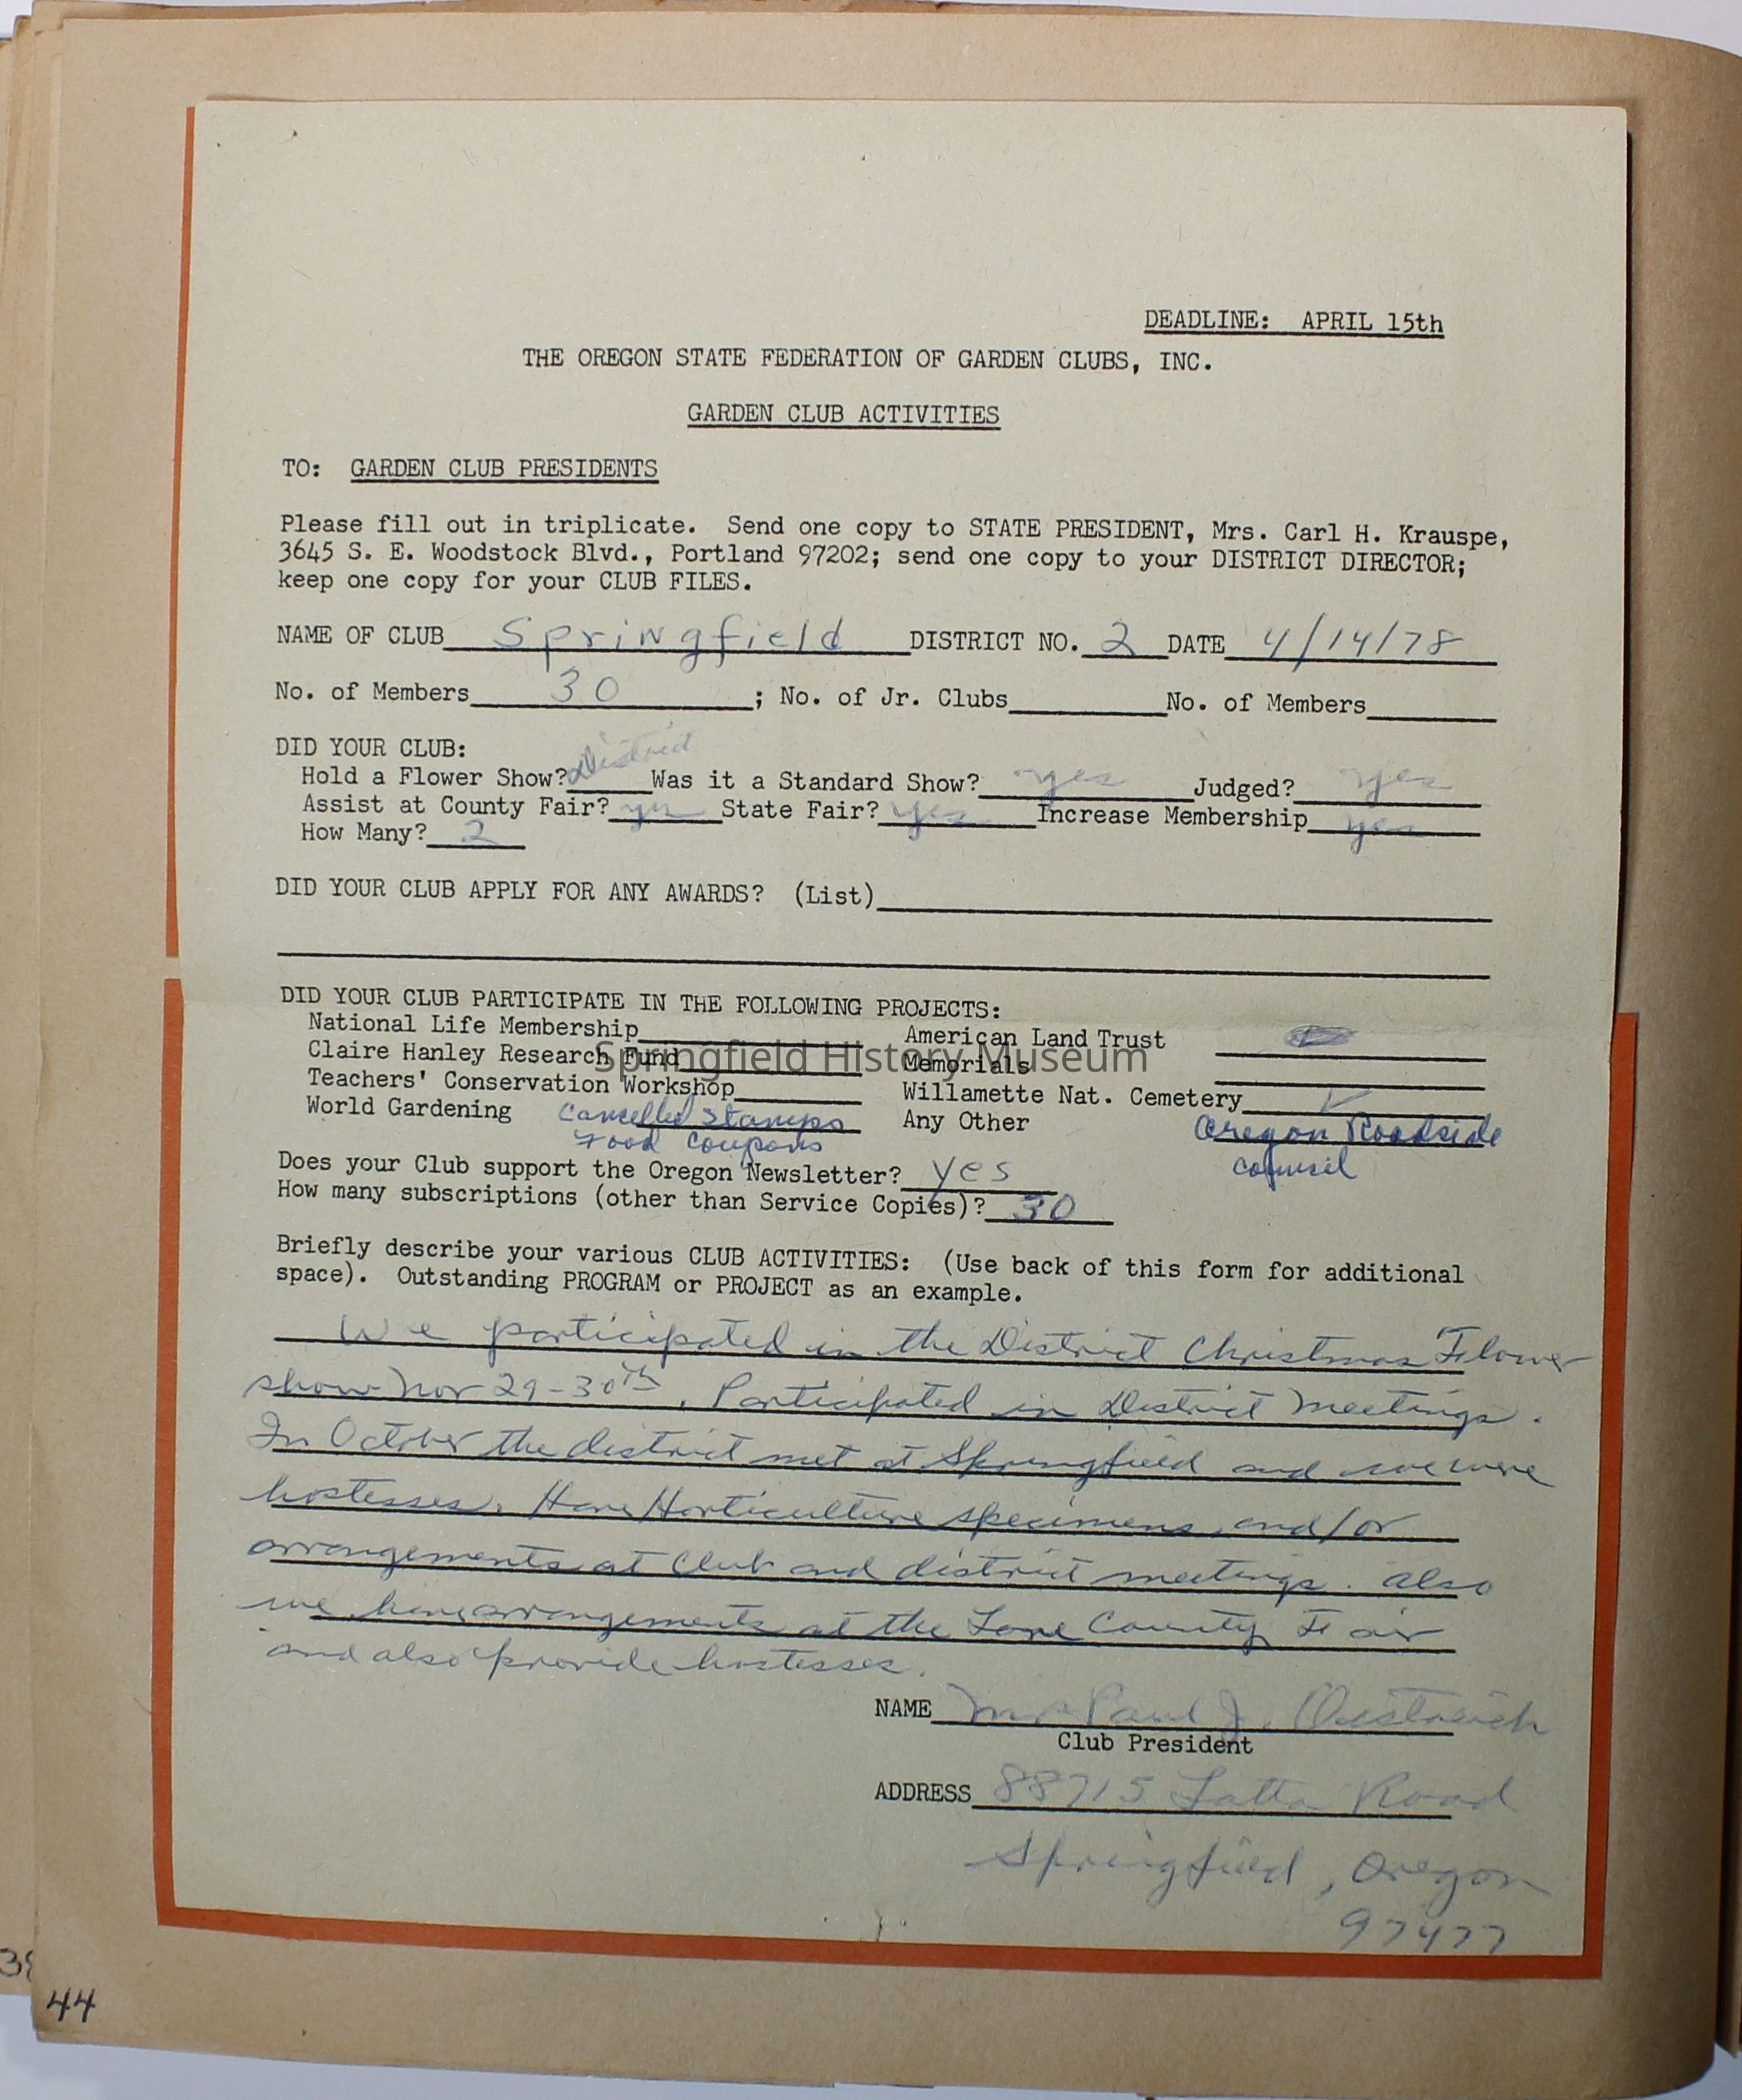 DEADLINE: APRIL 15th
THE OREGON STATE FEDERATION OF GARDEN CLUBS, INC.
GARDEN CLUB ACTIVITIES
TO: GARDEN CLUB PRESIDENTS
Please fill out in triplicate. Send one copy to STATE PRESIDENT, Mrs. Carl H. Krauspe,
3645 S. E. Woodstock Blvd., Portland 97202; send one copy to your DISTRICT DIRECTOR;
keep one copy for your CLUB FILES.
NAME OF CLUB Springfield DISTRICT NO. 2 DATE 4/14/78
No. of Members 30 ; No. of Jr. Clubs No. of Members
DID YOUR CLUB:
Hold a Flower Show? District Was it a Standard Show? yes Judged? yes
Assist at County Fair? yes State Fair? yes Increase Membership yes
How Many? 2
DID YOUR CLUB APPLY FOR ANY AWARDS? (List)
DID YOUR CLUB PARTICIPATE IN THE FOLLOWING PROJECTS:
National Life Membership American Land Trust
Claire Hanley Research Fund Memorials
Springfield History Museum
Teachers' Conservation Workshop Willamette Nat. Cemetery ✓
World Gardening Cancelled Stamps Any Other Oregon Roadside
Food Coupons counsil
Does your Club support the Oregon Newsletter? yes
How many subscriptions (other than Service Copies)? 30
Briefly describe your various CLUB ACTIVITIES: (Use back of this form for additional
space). Outstanding PROGRAM or PROJECT as an example.
We participated in the District Christmas Flower
show Nov 29-30th. Participated in District Meetings.
In October the district met at Springfield and we were
hostesses. Have Horticulture specimens, and/or
arrangements at Club and district meetings. also
we have arrangements at the Lane County Fair
and also provide hostesses.
NAME Mrs Paul J. Oestreich
Club President
ADDRESS 88715 Latta Road
Springfield, Oregon
97477
44